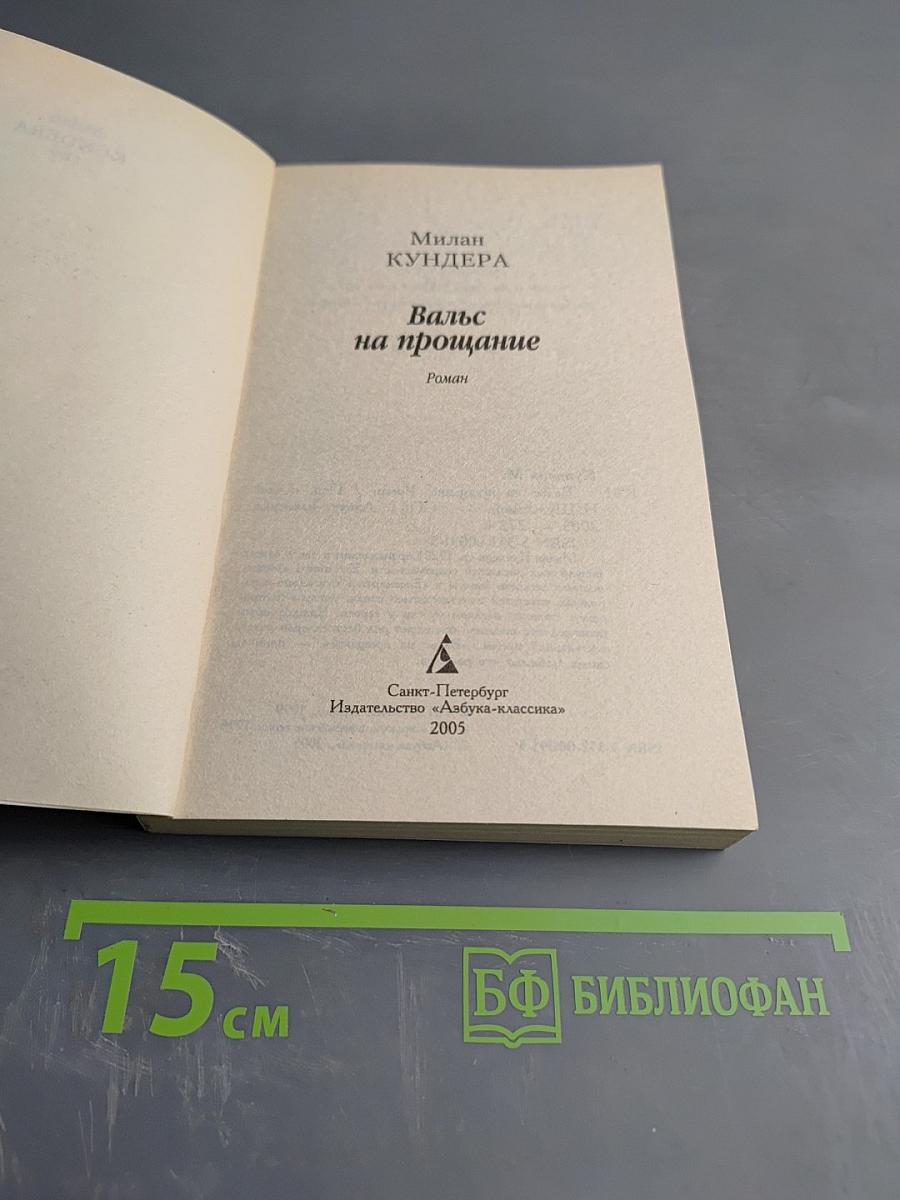 Милан
КУНДЕРА
Вальс
на прощание
Роман
Санкт-Петербург
Издательство «Азбука-классика»
2005
15 см
БФ БИБЛИОФАН